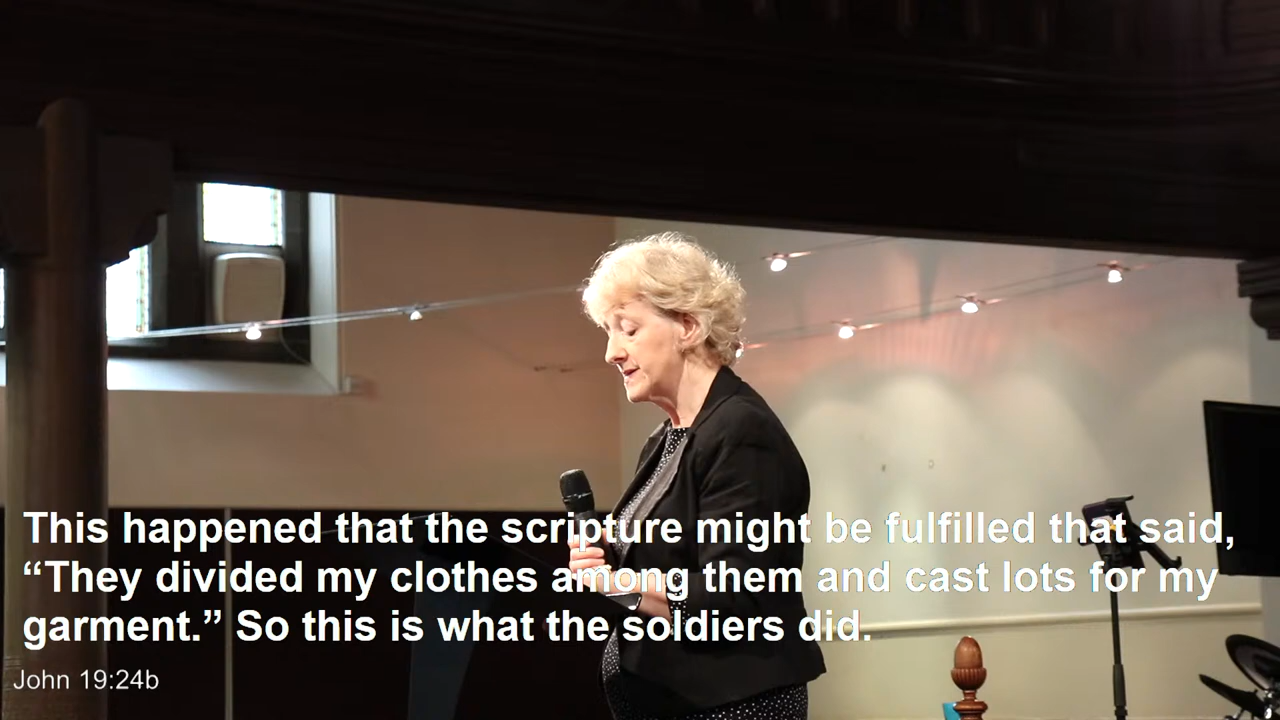 This happened that the scripture might be fulfilled that said,
“They divided my clothes among them and cast lots for my
garment.” So this is what the soldiers did.
John 19:24b